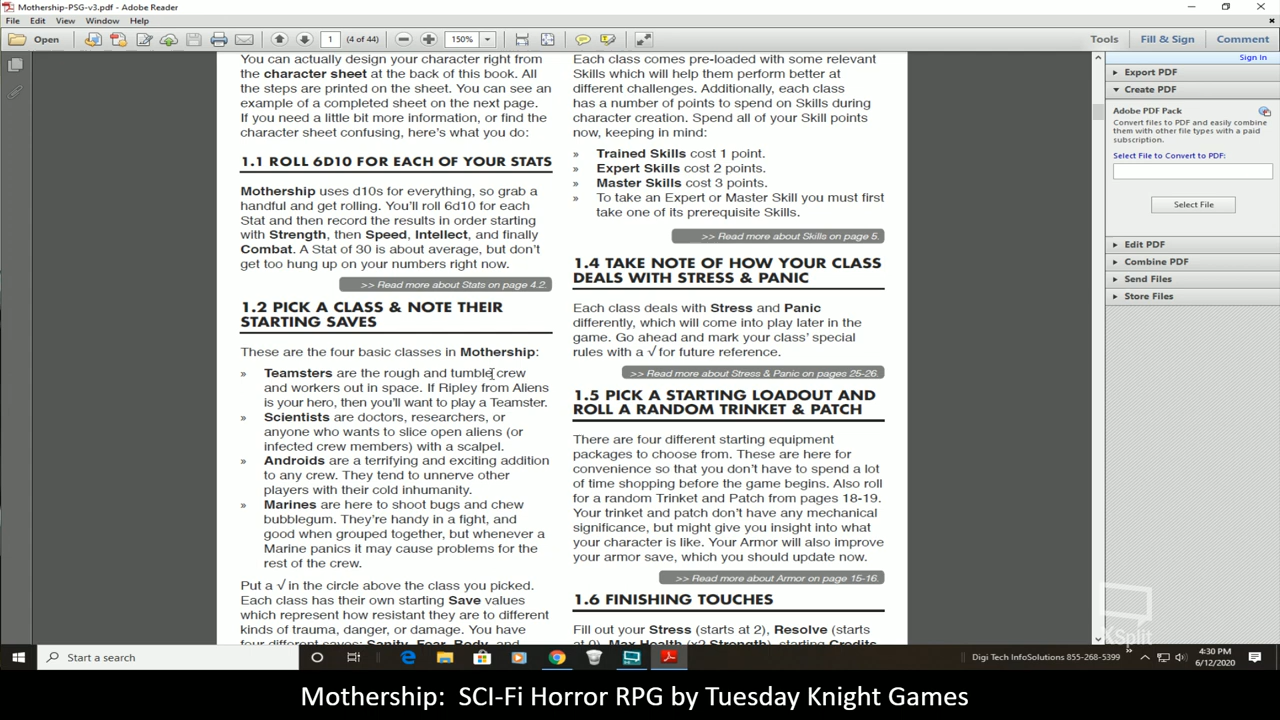 Mothership-PSG-v3.pdf - Adobe Reader
File Edit View Window Help
Open
1 (4 of 44)
150%
Tools Fill & Sign Comment
Sign In
You can actually design your character right from
the character sheet at the back of this book. All
the steps are printed on the sheet. You can see an
example of a completed sheet on the next page.
If you need a little bit more information, or find the
character sheet confusing, here's what you do:
1.1 ROLL 6D10 FOR EACH OF YOUR STATS
Mothership uses d10s for everything, so grab a
handful and get rolling. You'll roll 6d10 for each
Stat and then record the results in order starting
with Strength, then Speed, Intellect, and finally
Combat. A Stat of 30 is about average, but don't
get too hung up on your numbers right now.
>> Read more about Stats on page 4.2.
1.2 PICK A CLASS & NOTE THEIR
STARTING SAVES
These are the four basic classes in Mothership:
» Teamsters are the rough and tumble crew
and workers out in space. If Ripley from Aliens
is your hero, then you'll want to play a Teamster.
» Scientists are doctors, researchers, or
anyone who wants to slice open aliens (or
infected crew members) with a scalpel.
» Androids are a terrifying and exciting addition
to any crew. They tend to unnerve other
players with their cold inhumanity.
» Marines are here to shoot bugs and chew
bubblegum. They're handy in a fight, and
good when grouped together, but whenever a
Marine panics it may cause problems for the
rest of the crew.
Put a √ in the circle above the class you picked.
Each class has their own starting Save values
which represent how resistant they are to different
kinds of trauma, danger, or damage. You have
four different saves: Sanity, Fear, Body, and
Each class comes pre-loaded with some relevant
Skills which will help them perform better at
different challenges. Additionally, each class
has a number of points to spend on Skills during
character creation. Spend all of your Skill points
now, keeping in mind:
» Trained Skills cost 1 point.
» Expert Skills cost 2 points.
» Master Skills cost 3 points.
» To take an Expert or Master Skill you must first
take one of its prerequisite Skills.
>> Read more about Skills on page 5.
1.4 TAKE NOTE OF HOW YOUR CLASS
DEALS WITH STRESS & PANIC
Each class deals with Stress and Panic
differently, which will come into play later in the
game. Go ahead and mark your class' special
rules with a √ for future reference.
>> Read more about Stress & Panic on pages 25-26.
1.5 PICK A STARTING LOADOUT AND
ROLL A RANDOM TRINKET & PATCH
There are four different starting equipment
packages to choose from. These are here for
convenience so that you don't have to spend a lot
of time shopping before the game begins. Also roll
for a random Trinket and Patch from pages 18-19.
Your trinket and patch don't have any mechanical
significance, but might give you insight into what
your character is like. Your Armor will also improve
your armor save, which you should update now.
>> Read more about Armor on page 15-16.
1.6 FINISHING TOUCHES
Fill out your Stress (starts at 2), Resolve (starts
at 0), Max Health (x2 Strength), starting Credits
Export PDF
Create PDF
Adobe PDF Pack
Convert files to PDF and easily combine
them with other file types with a paid
subscription.
Select File to Convert to PDF:
Select File
Edit PDF
Combine PDF
Send Files
Store Files
XSplit
Start a search
Digi Tech InfoSolutions 855-268-5399
4:30 PM
6/12/2020
Mothership: SCI-Fi Horror RPG by Tuesday Knight Games